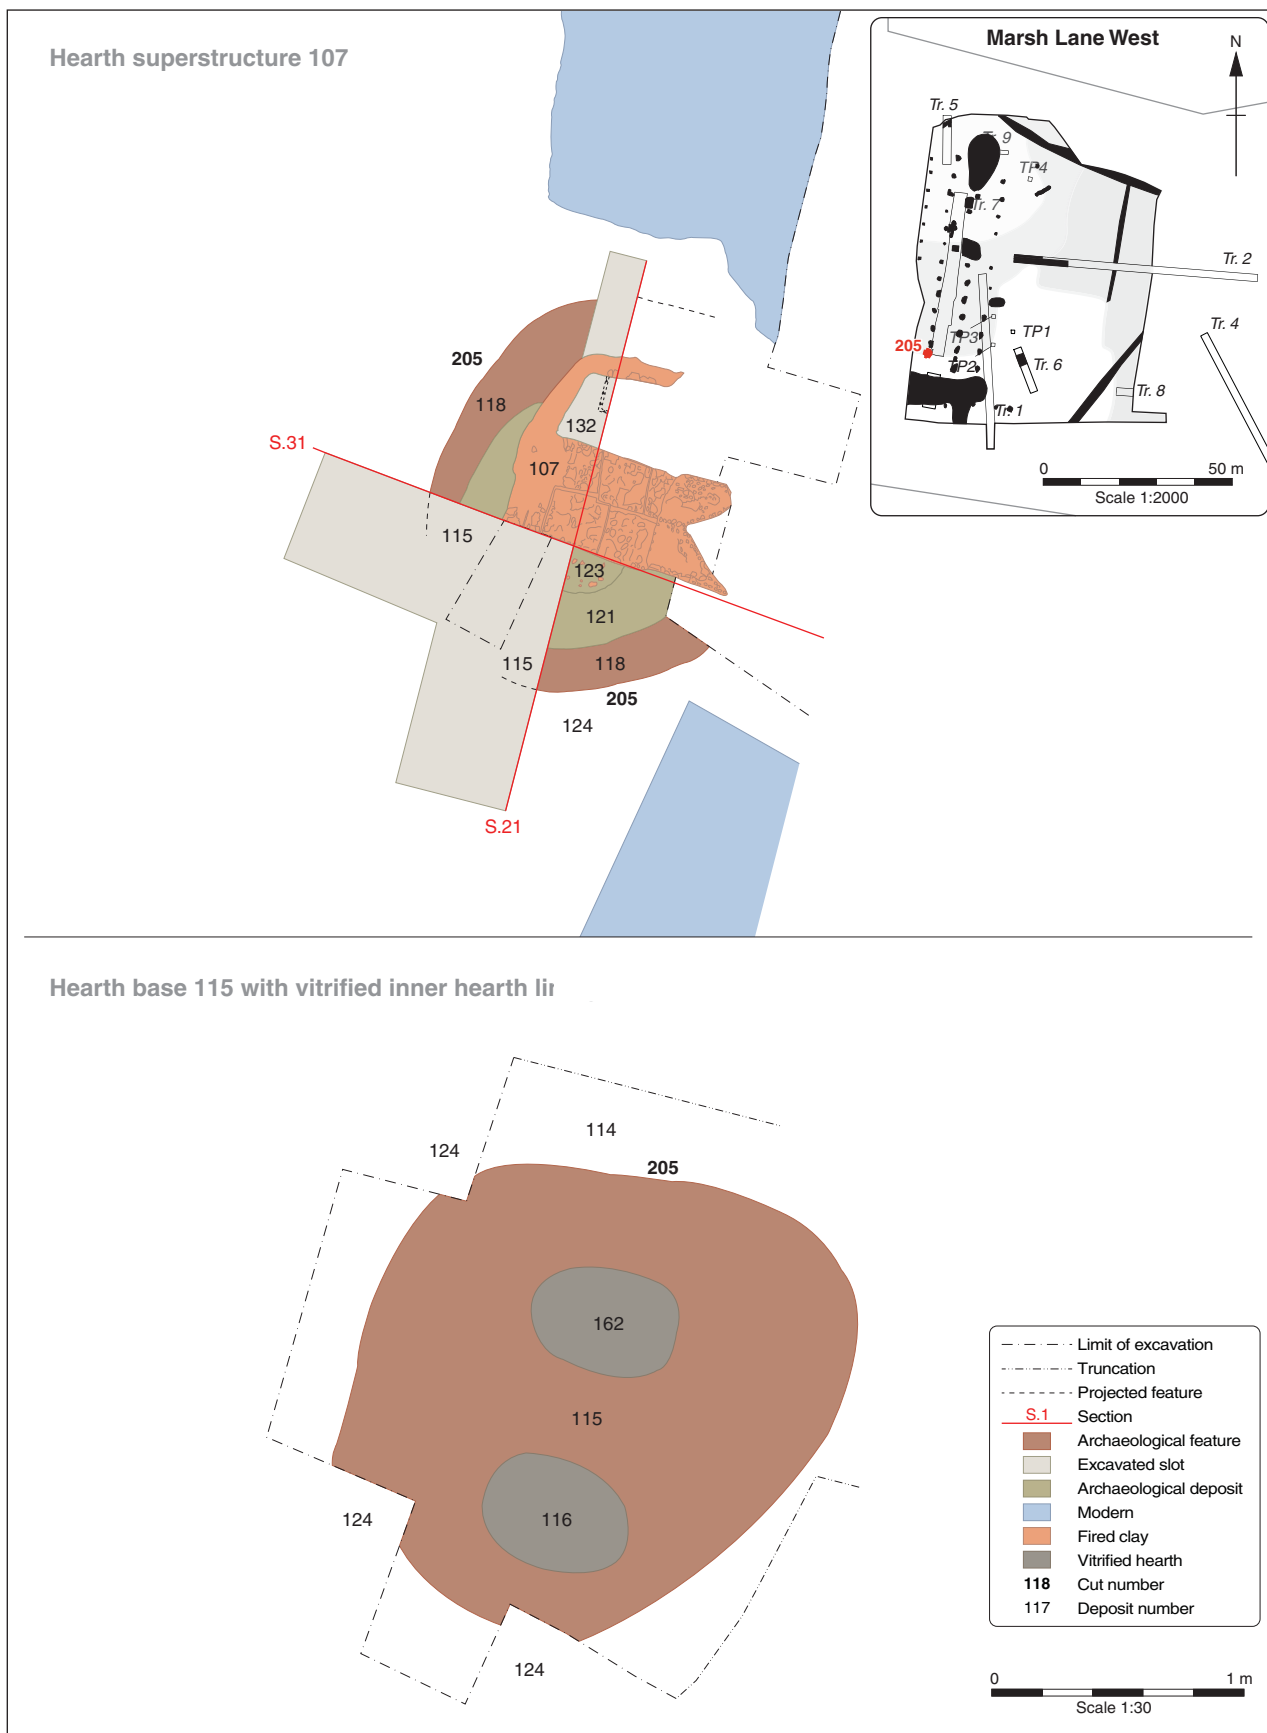 Hearth superstructure 107
Marsh Lane West
N
Tr. 5
Tr. 9
TP4
Tr. 7
Tr. 2
TP3
TP1
Tr. 4
205
TP2
Tr. 6
Tr. 8
Tr. 1
0 50 m
Scale 1:2000
205
118
132
S.31
107
115
123
121
115
118
205
124
S.21
Hearth base 115 with vitrified inner hearth lir
114
124
205
162
115
116
124
124
Limit of excavation
Truncation
Projected feature
S.1 Section
Archaeological feature
Excavated slot
Archaeological deposit
Modern
Fired clay
Vitrified hearth
118 Cut number
117 Deposit number
0 1 m
Scale 1:30